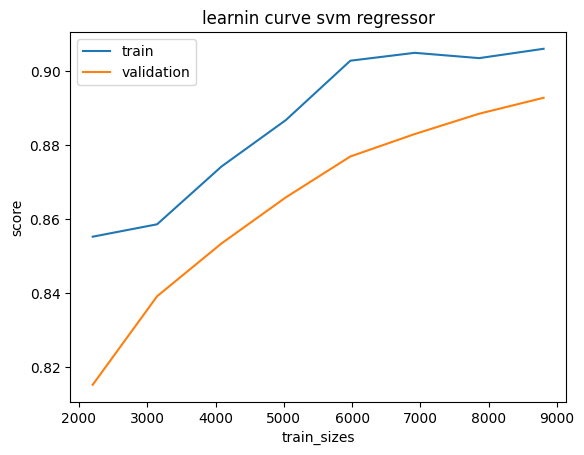 learnin curve svm regressor
train
validation
0.90
0.88
0.86
0.84
0.82
score
2000 3000 4000 5000 6000 7000 8000 9000
train_sizes